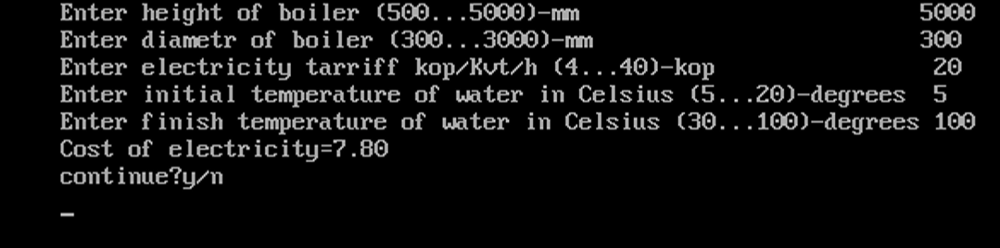 Enter height of boiler (500...5000)-mm 5000
Enter diametr of boiler (300...3000)-mm 300
Enter electricity tarriff kop/Kvt/h (4...40)-kop 20
Enter initial temperature of water in Celsius (5...20)-degrees 5
Enter finish temperature of water in Celsius (30...100)-degrees 100
Cost of electricity=7.80
continue?y/n
_